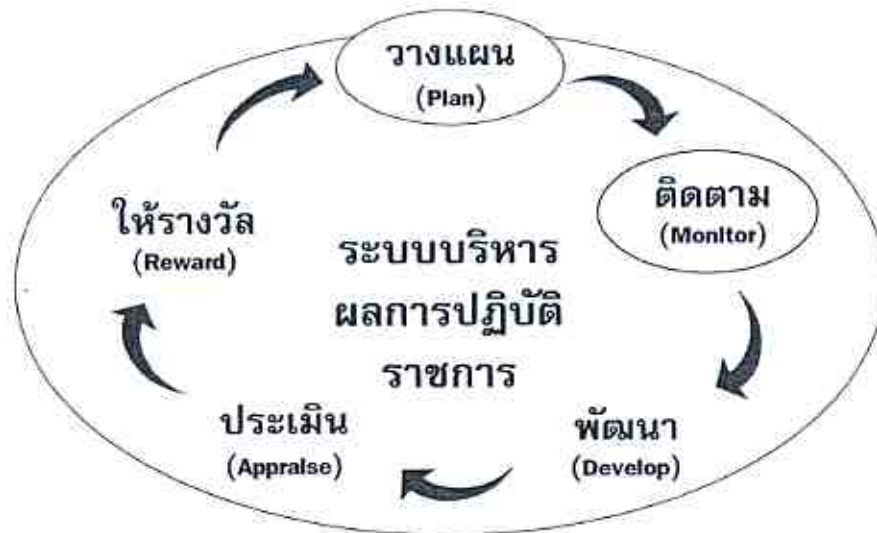 วางแผน
(Plan)
ติดตาม
(Monitor)
ให้รางวัล
(Reward)
ระบบบริหาร
ผลการปฏิบัติ
ราชการ
ประเมิน
(Appraise)
พัฒนา
(Develop)